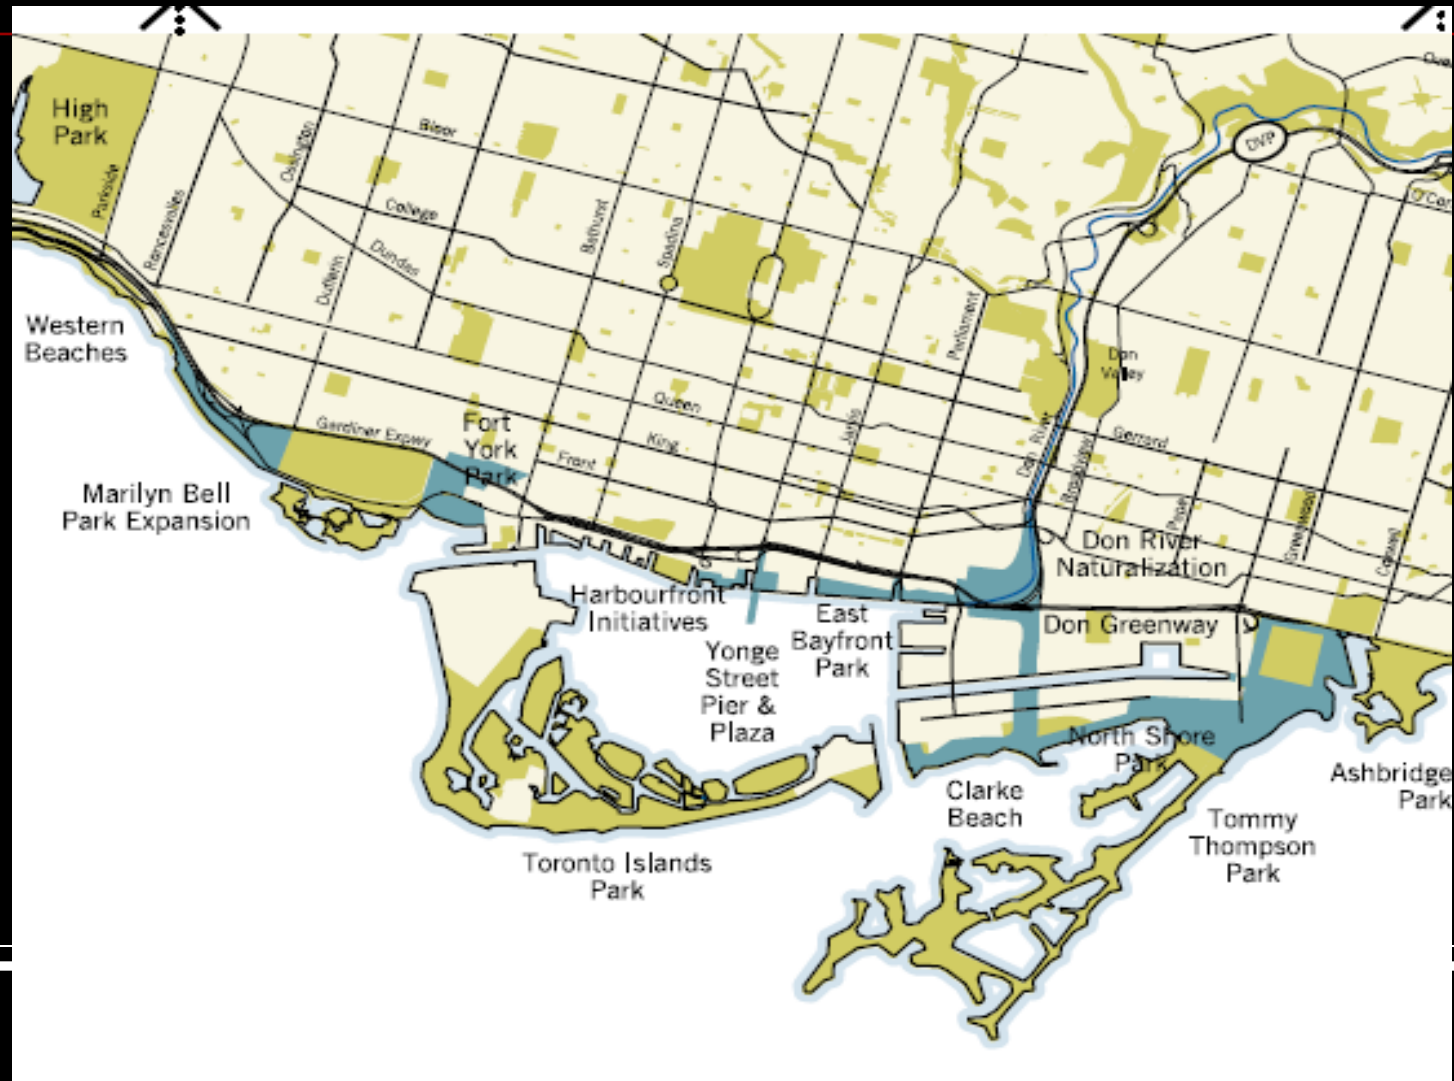 High
Park
DVP
O'Con
Parkside
Roncesvalles
Ossington
Bloor
College
Dundas
Dufferin
Bathurst
Spadina
Parliament
Western
Beaches
Don
Valley
Queen
King
Front
Jarvis
Don River
Broadview
Gerrard
Gardiner Expwy
Fort
York
Park
Marilyn Bell
Park Expansion
Pape
Greenwood
Coxwell
Don River
Naturalization
Harbourfront
Initiatives
East
Bayfront
Park
Don Greenway
Yonge
Street
Pier &
Plaza
North Shore
Park
Clarke
Beach
Ashbridge
Park
Tommy
Thompson
Park
Toronto Islands
Park